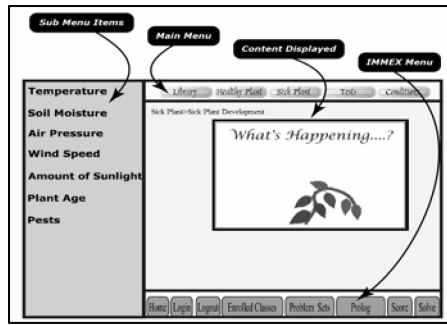 Sub Menu Items
Main Menu
Content Displayed
IMMEX Menu
Temperature
Soil Moisture
Air Pressure
Wind Speed
Amount of Sunlight
Plant Age
Pests
Library Healthy Plant Sick Plant Tests Conditions
Sick Plant>Sick Plant Development
What's Happening....?
Home Login Logout Enrolled Classes Problem Sets Prolog Score Solve